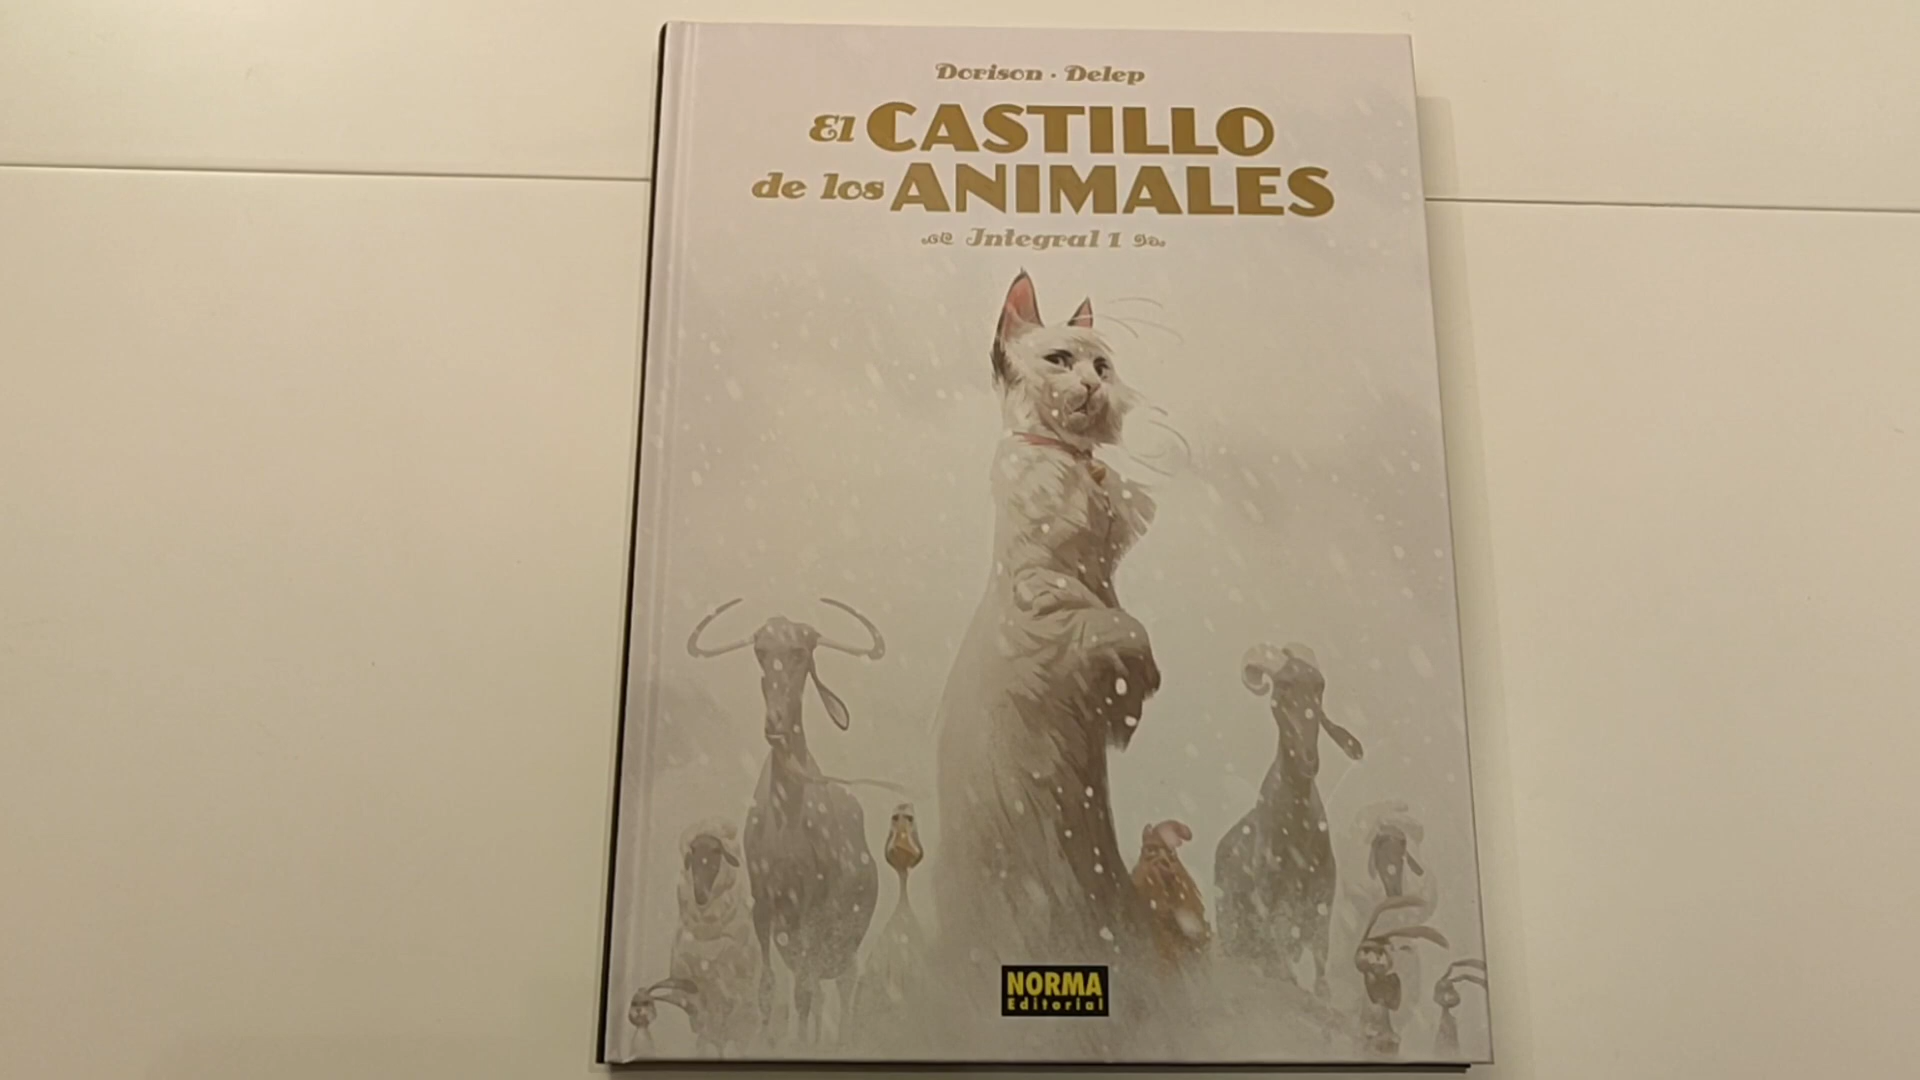 Dorison · Delep
El CASTILLO
de los ANIMALES
Integral 1
NORMA
Editorial